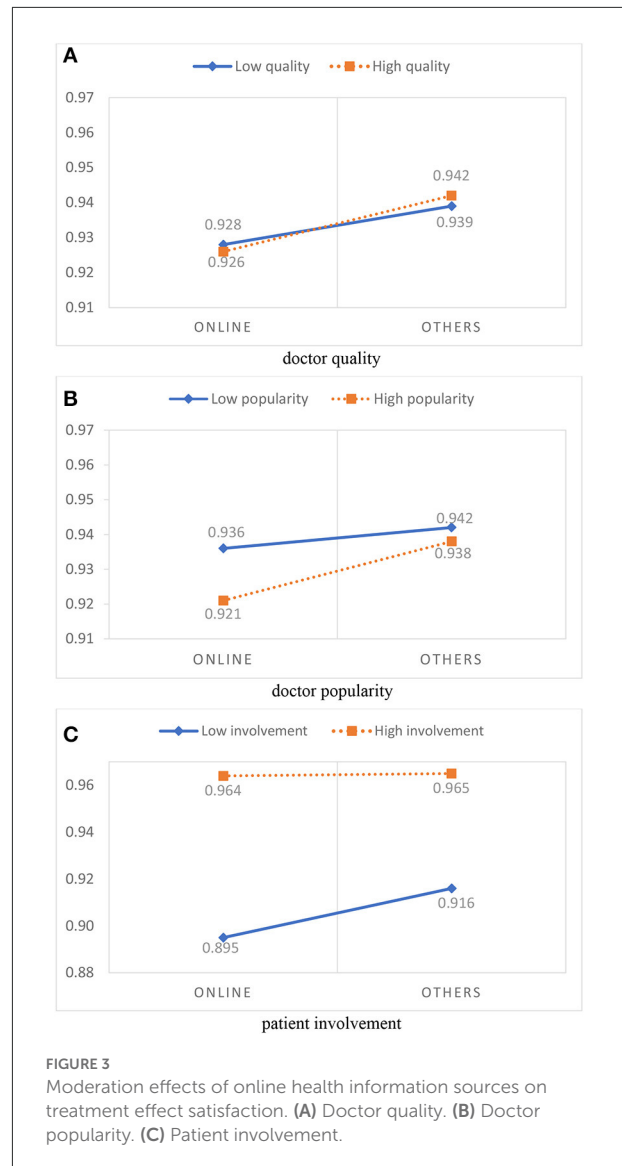 A
Low quality High quality
0.97
0.96
0.95
0.942
0.94
0.928
0.939
0.93
0.926
0.92
0.91
ONLINE OTHERS
doctor quality
B
Low popularity High popularity
0.97
0.96
0.95
0.936
0.942
0.94
0.938
0.93
0.92
0.921
0.91
ONLINE OTHERS
doctor popularity
C
Low involvement High involvement
0.96
0.964 0.965
0.94
0.92
0.916
0.90
0.895
0.88
ONLINE OTHERS
patient involvement
FIGURE 3
Moderation effects of online health information sources on
treatment effect satisfaction. (A) Doctor quality. (B) Doctor
popularity. (C) Patient involvement.